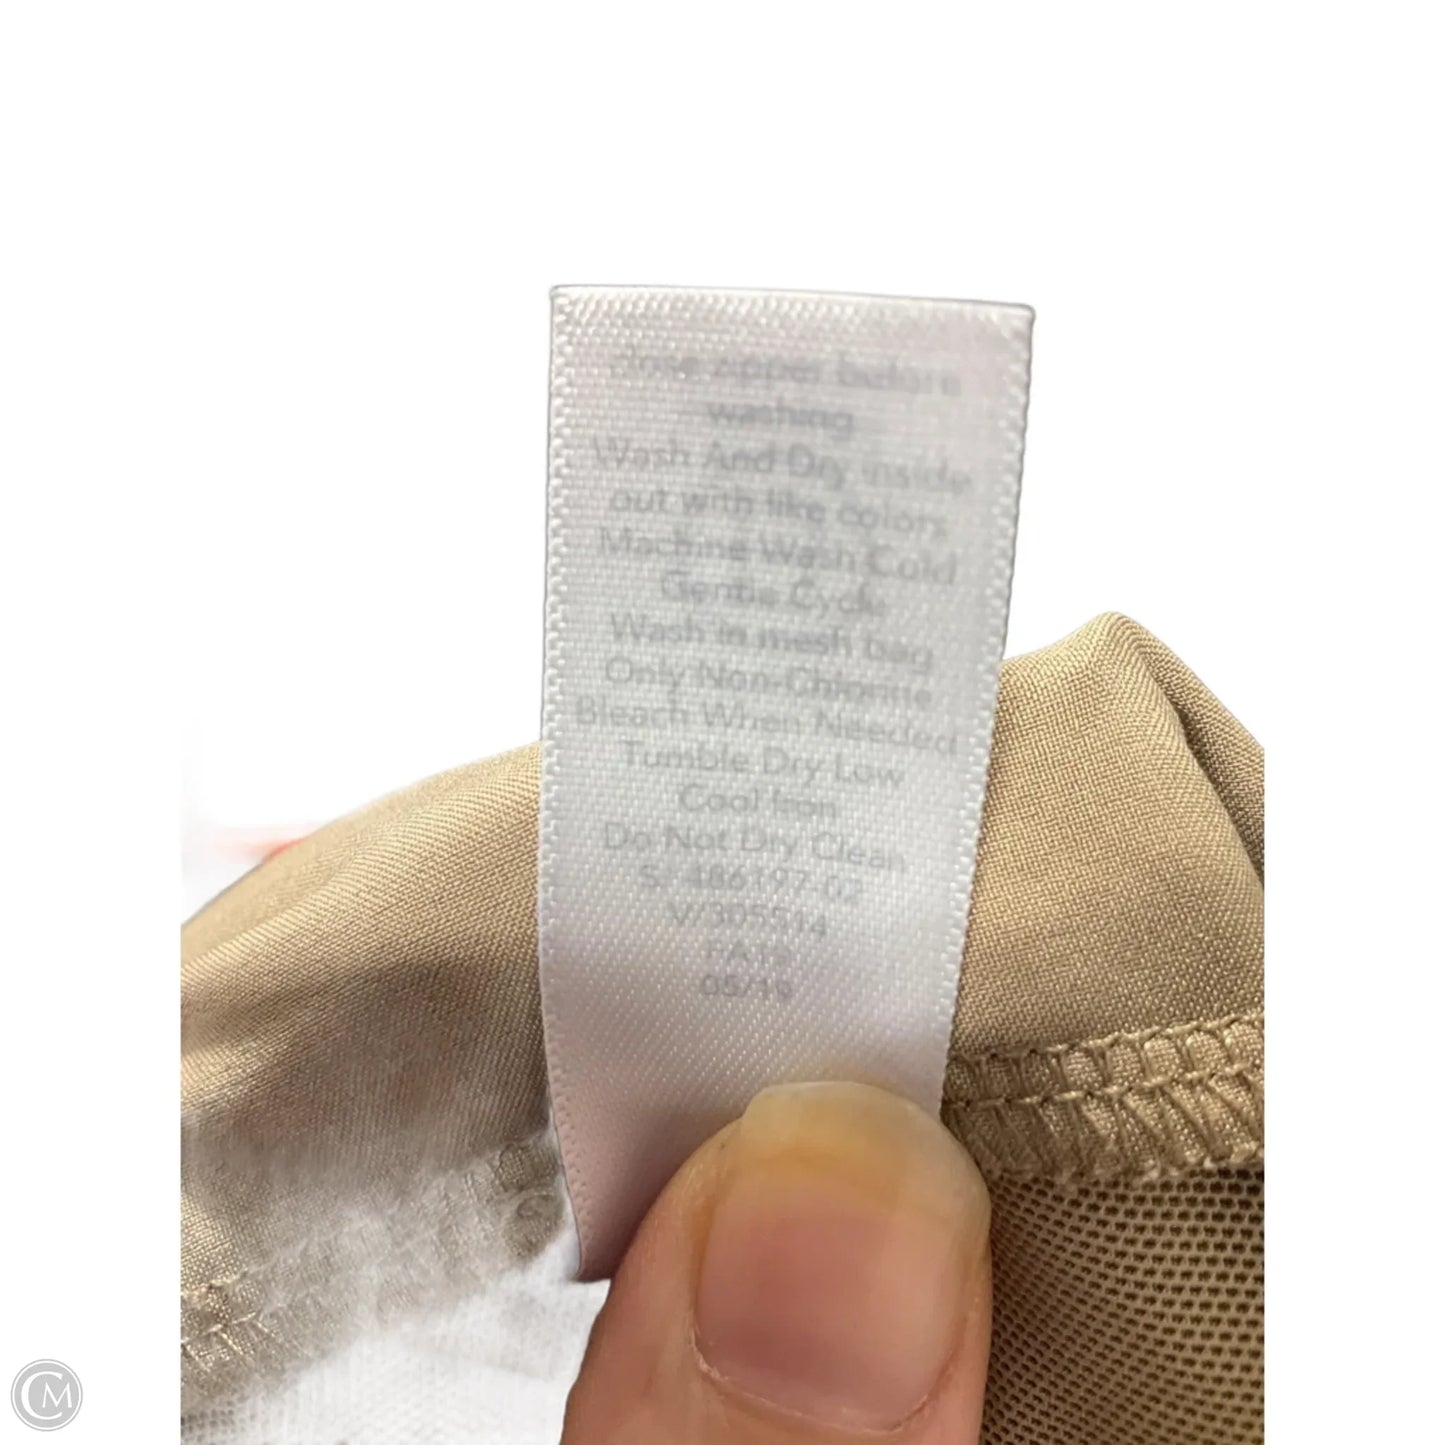 close zipper before
washing
Wash And Dry inside
out with like colors
Machine Wash Cold
Gentle Cycle
Wash in mesh bag
Only Non-Chlorine
Bleach When Needed
Tumble Dry Low
Cool Iron
Do Not Dry Clean
S/ 486197-02
V/305514
FA19
05/19
CM